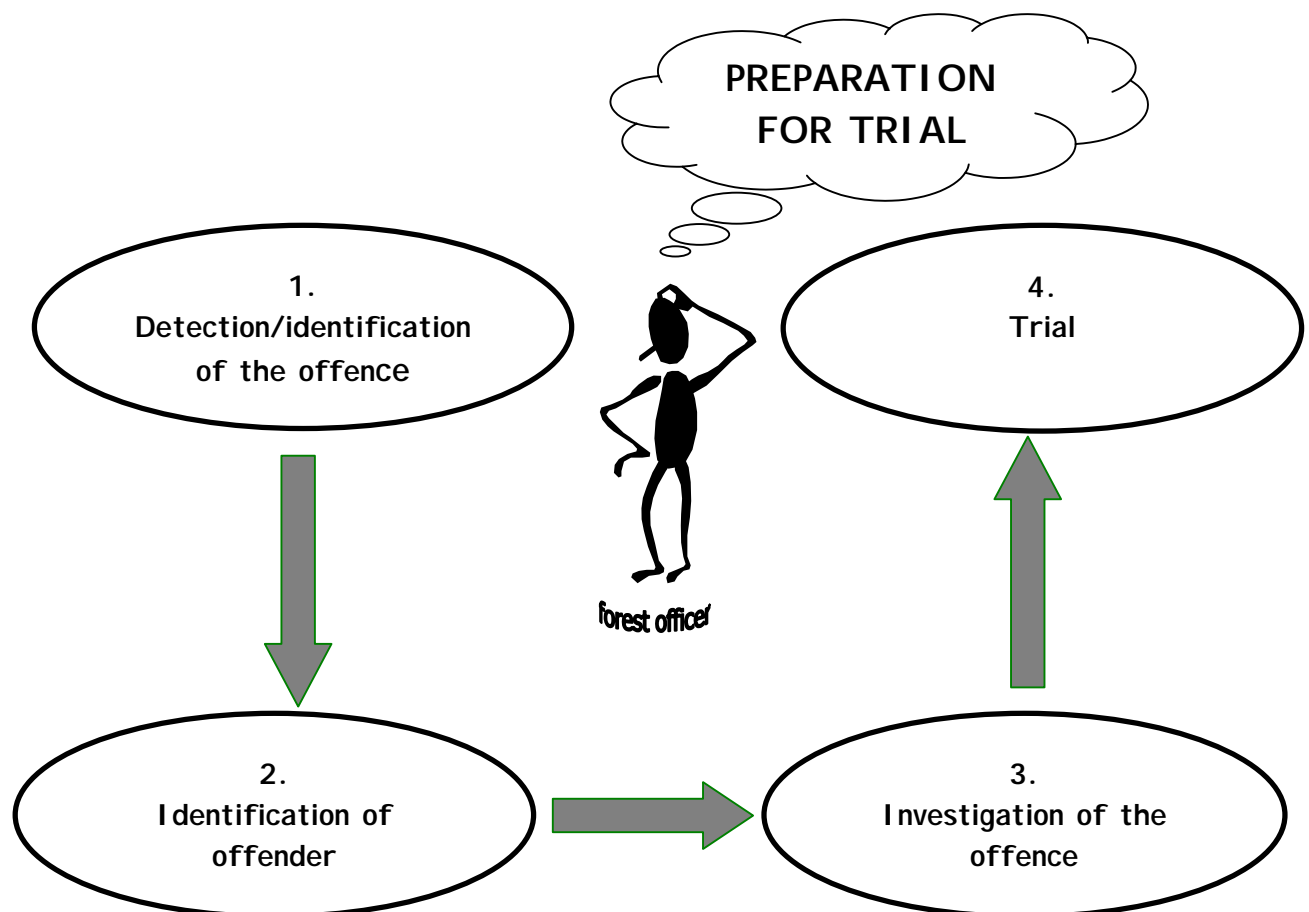 PREPARATION
FOR TRIAL
1.
Detection/identification
of the offence
4.
Trial
forest officer
2.
Identification of
offender
3.
Investigation of the
offence